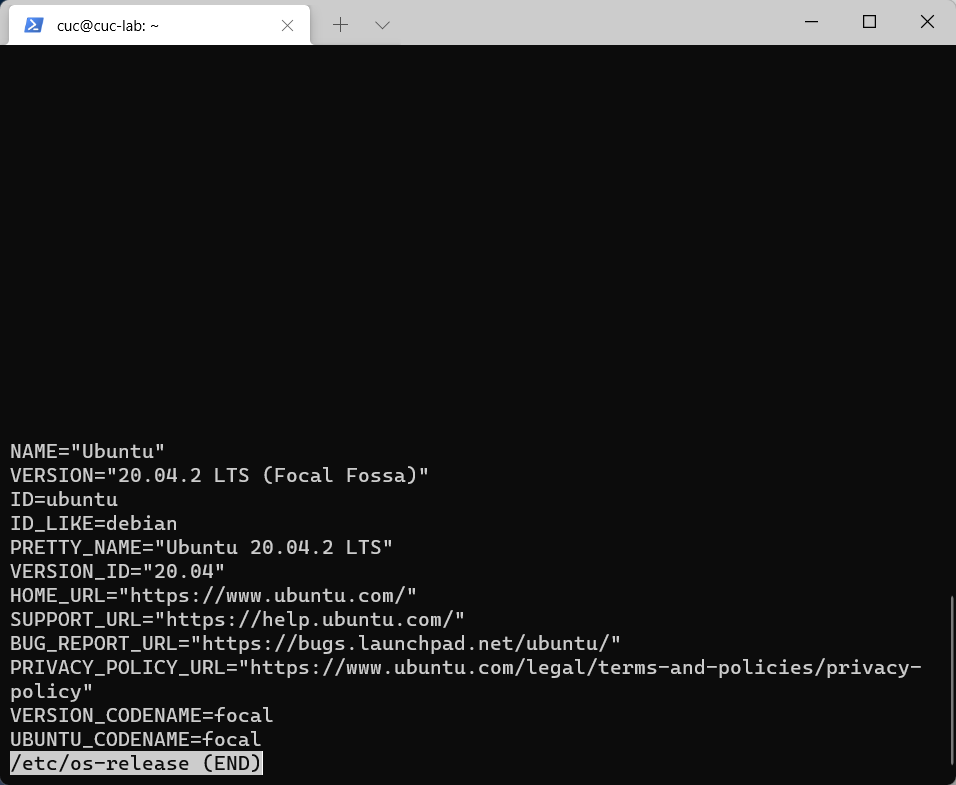 cuc@cuc-lab: ~
NAME="Ubuntu"
VERSION="20.04.2 LTS (Focal Fossa)"
ID=ubuntu
ID_LIKE=debian
PRETTY_NAME="Ubuntu 20.04.2 LTS"
VERSION_ID="20.04"
HOME_URL="https://www.ubuntu.com/"
SUPPORT_URL="https://help.ubuntu.com/"
BUG_REPORT_URL="https://bugs.launchpad.net/ubuntu/"
PRIVACY_POLICY_URL="https://www.ubuntu.com/legal/terms-and-policies/privacy-
policy"
VERSION_CODENAME=focal
UBUNTU_CODENAME=focal
/etc/os-release (END)